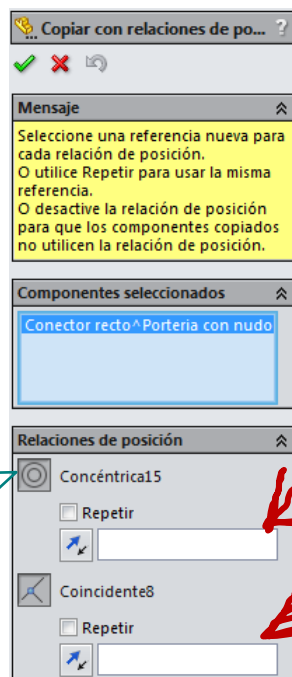 Copiar con relaciones de po... ?
Mensaje
Seleccione una referencia nueva para
cada relación de posición.
O utilice Repetir para usar la misma
referencia.
O desactive la relación de posición
para que los componentes copiados
no utilicen la relación de posición.
Componentes seleccionados
Conector recto^Porteria con nudo
Relaciones de posición
Concéntrica15
Repetir
Coincidente8
Repetir